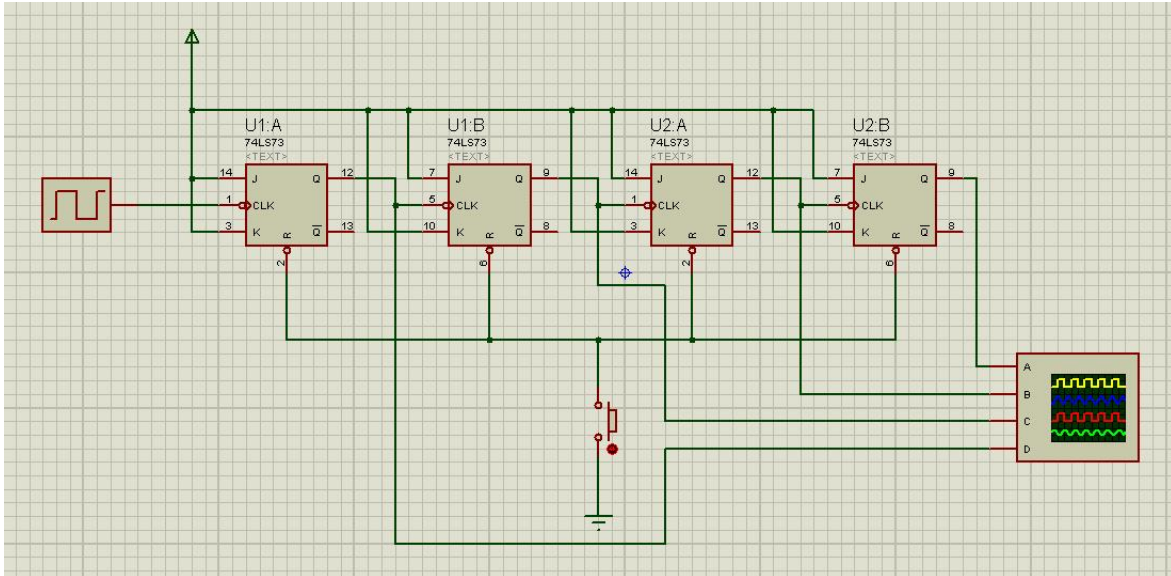 U1:A
74LS73
<TEXT>
14
J
Q
12
1
CLK
3
K
Q
13
R
2
U1:B
74LS73
<TEXT>
7
J
Q
9
5
CLK
10
K
Q
8
R
6
U2:A
74LS73
<TEXT>
14
J
Q
12
1
CLK
3
K
Q
13
R
2
U2:B
74LS73
<TEXT>
7
J
Q
9
5
CLK
10
K
Q
8
R
6
A
B
C
D